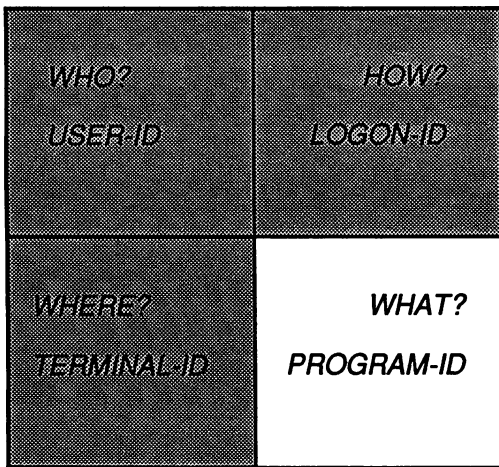 WHO?
USER-ID
HOW?
LOGON-ID
WHERE?
TERMINAL-ID
WHAT?
PROGRAM-ID